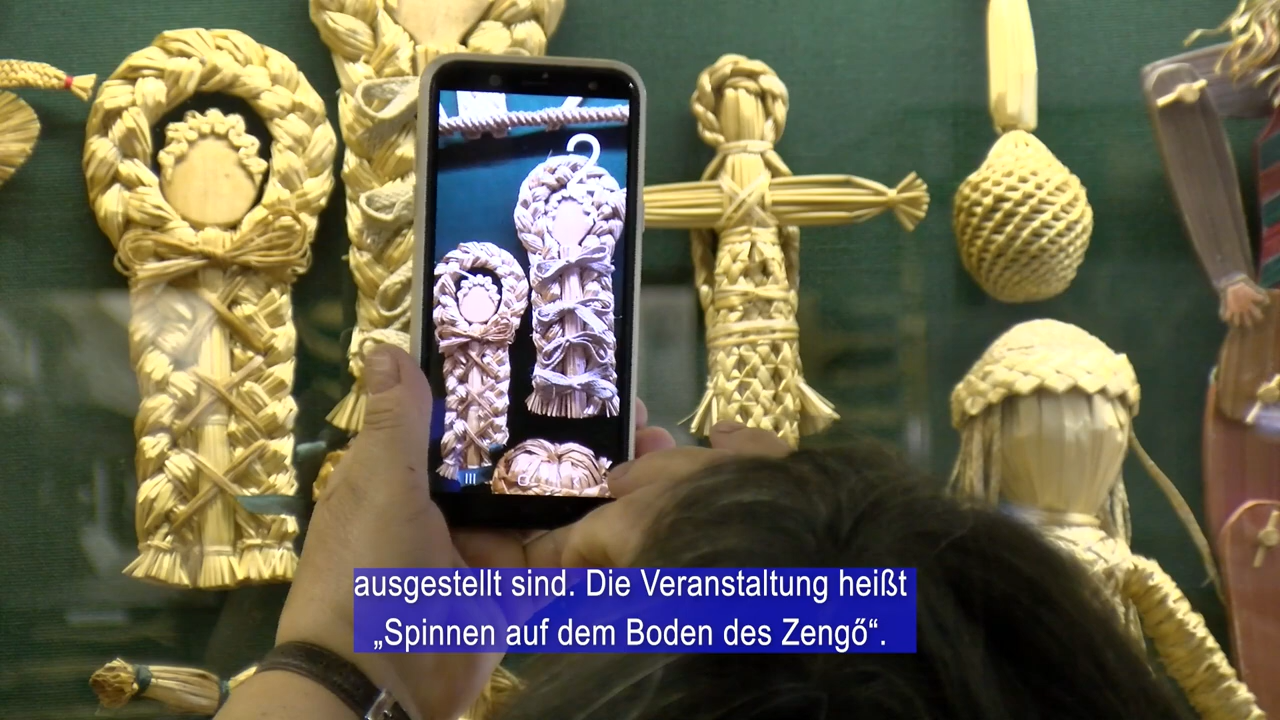 ausgestellt sind. Die Veranstaltung heißt
„Spinnen auf dem Boden des Zengő“.